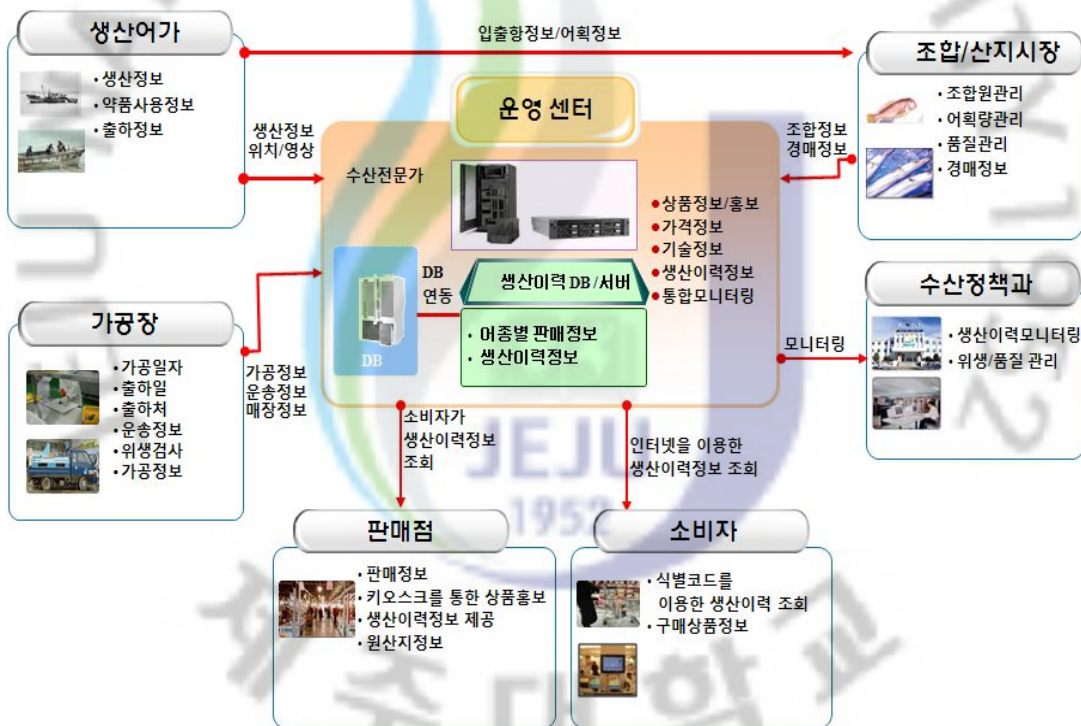 생산어가
• 생산정보
• 약품사용정보
• 출하정보
입출항정보/어획정보
조합/산지시장
• 조합원관리
• 어획량관리
• 품질관리
• 경매정보
운영 센터
생산정보
위치/영상
조합정보
경매정보
수산전문가
•상품정보/홍보
•가격정보
•기술정보
•생산이력정보
•통합모니터링
DB
연동
생산이력 DB /서버
• 어종별 판매정보
• 생산이력정보
DB
가공장
• 가공일자
• 출하일
• 출하처
• 운송정보
• 위생검사
• 가공정보
가공정보
운송정보
매장정보
모니터링
수산정책과
• 생산이력모니터링
• 위생/품질 관리
소비자가
생산이력정보
조회
인터넷을 이용한
생산이력정보 조회
JEJU
1952
판매점
• 판매정보
• 키오스크를 통한 상품홍보
• 생산이력정보 제공
• 원산지정보
소비자
• 식별코드를
이용한 생산이력 조회
• 구매상품정보
제주대학교